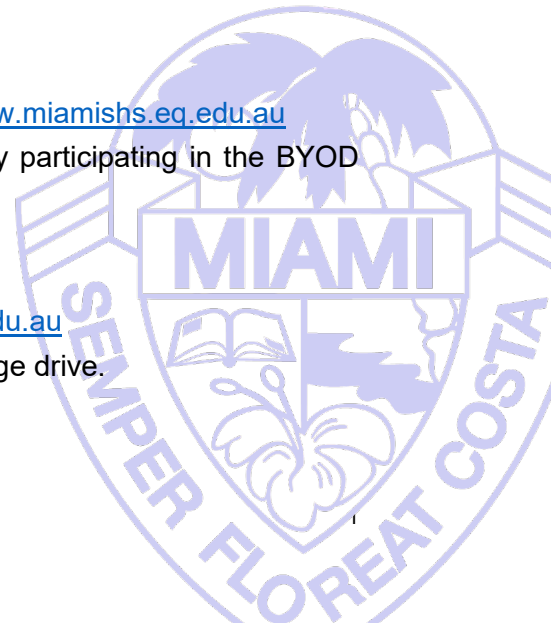 w.miamishs.eq.edu.au
y participating in the BYOD
MIAMI
du.au
ge drive.
SEMPER FLOREAT COSTA